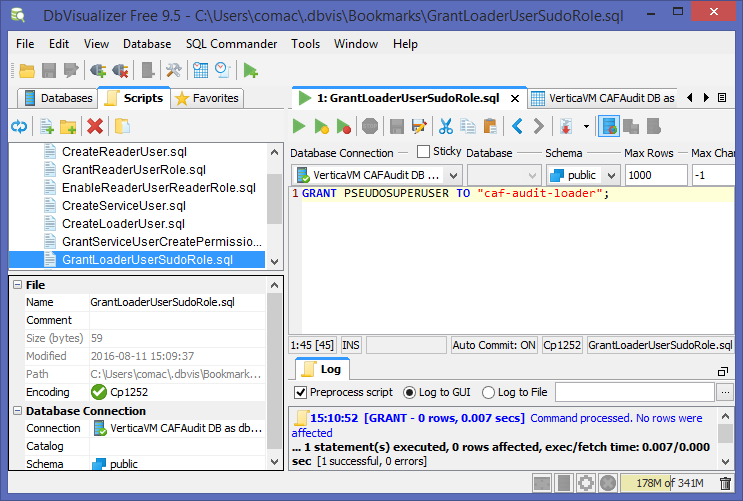 DbVisualizer Free 9.5 - C:\Users\comac\.dbvis\Bookmarks\GrantLoaderUserSudoRole.sql
File Edit View Database SQL Commander Tools Window Help
Databases Scripts Favorites
CreateReaderUser.sql
GrantReaderUserRole.sql
EnableReaderUserReaderRole.sql
CreateServiceUser.sql
CreateLoaderUser.sql
GrantServiceUserCreatePermissio...
GrantLoaderUserSudoRole.sql
File
Name GrantLoaderUserSudoRole.sql
Comment
Size (bytes) 59
Modified 2016-08-11 15:09:37
Path C:\Users\comac\.dbvis\Bookmark...
Encoding Cp1252
Database Connection
Connection VerticaVM CAFAudit DB as db...
Catalog
Schema public
1: GrantLoaderUserSudoRole.sql VerticaVM CAFAudit DB as
STOP
Database Connection Sticky Database Schema Max Rows Max Char
VerticaVM CAFAudit DB ... public 1000 -1
1 GRANT PSEUDOSUPERUSER TO "caf-audit-loader";
1:45 [45] INS Auto Commit: ON Cp1252 GrantLoaderUserSudoRole.sql
Log
Preprocess script Log to GUI Log to File ...
15:10:52 [GRANT - 0 rows, 0.007 secs] Command processed. No rows were
affected
... 1 statement(s) executed, 0 rows affected, exec/fetch time: 0.007/0.000
sec [1 successful, 0 errors]
178M of 341M